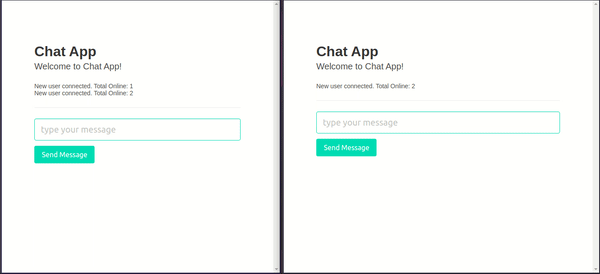 Chat App
Welcome to Chat App!
New user connected. Total Online: 1
New user connected. Total Online: 2
type your message
Send Message
Chat App
Welcome to Chat App!
New user connected. Total Online: 2
type your message
Send Message